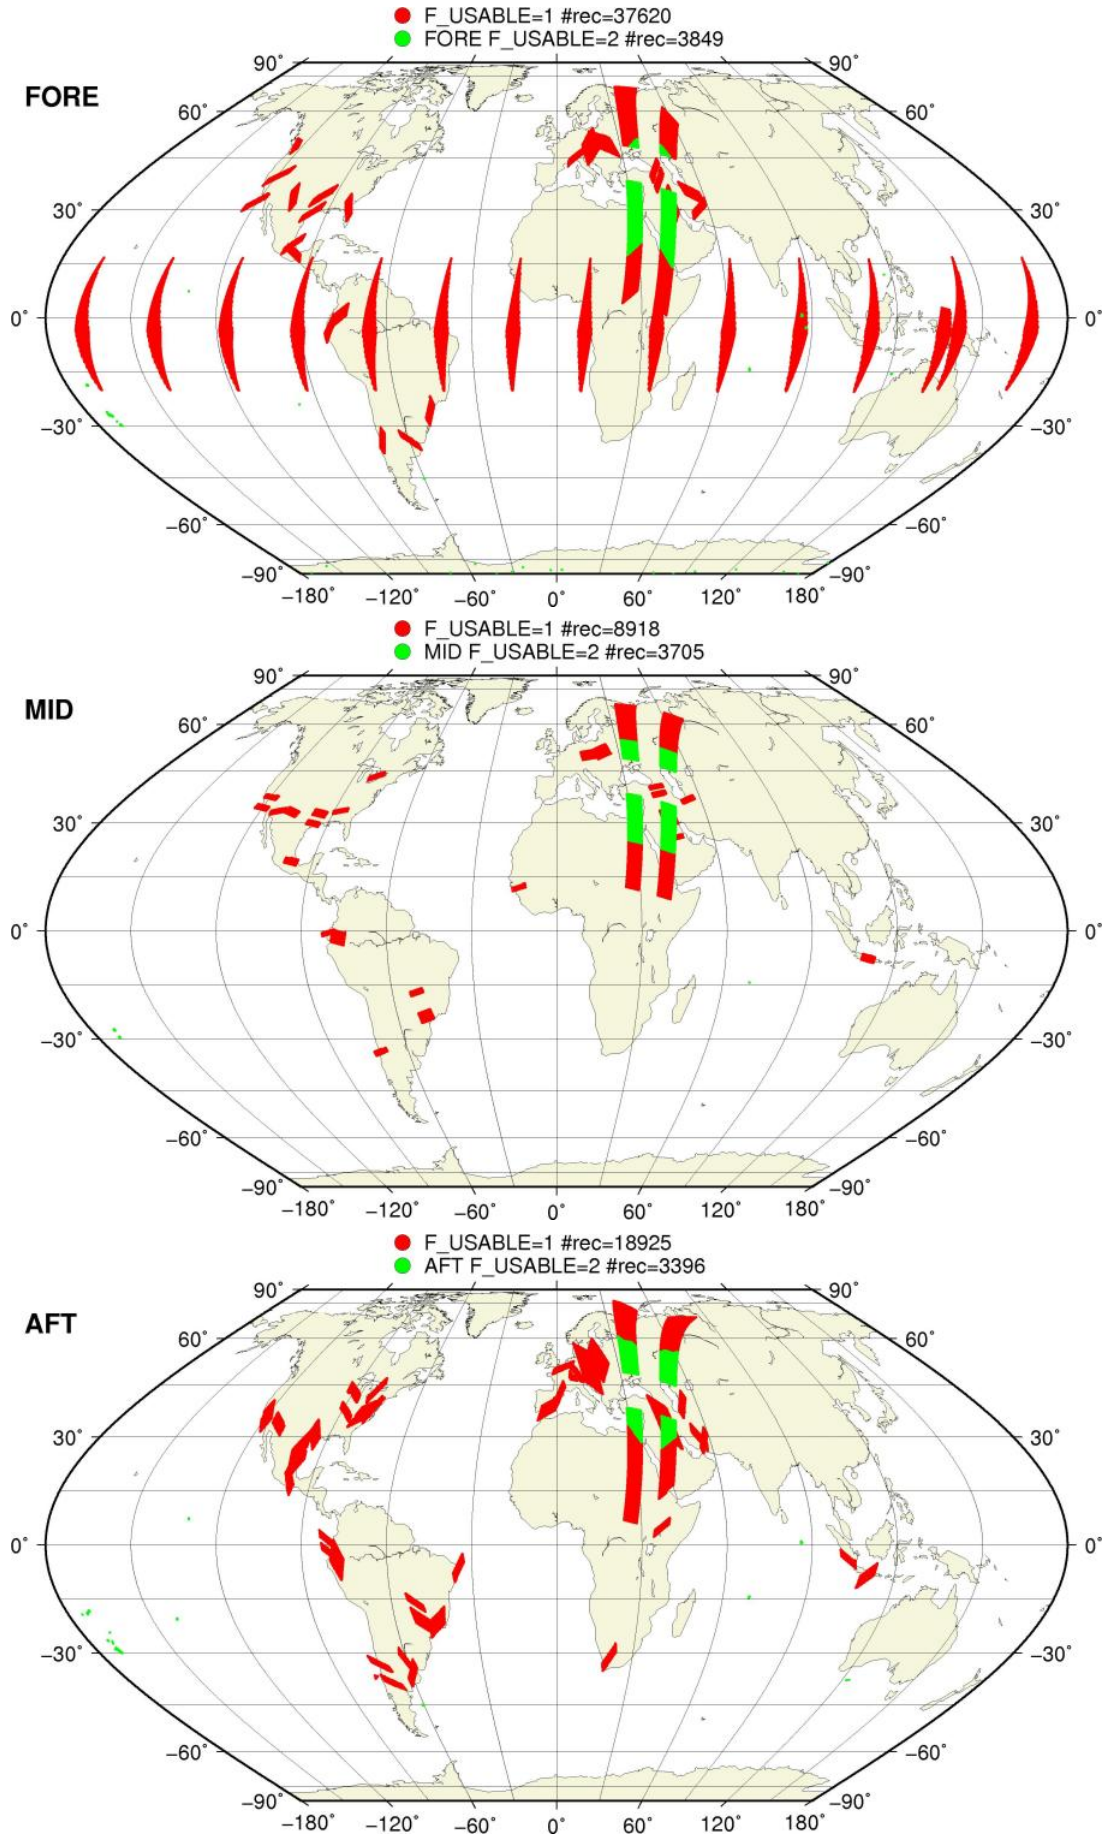 F_USABLE=1 #rec=37620
FORE F_USABLE=2 #rec=3849
FORE
90˚ 90˚
60˚ 60˚
30˚ 30˚
0˚ 0˚
−30˚ −30˚
−60˚ −60˚
−90˚ −90˚
−180˚ −120˚ −60˚ 0˚ 60˚ 120˚ 180˚
F_USABLE=1 #rec=8918
MID F_USABLE=2 #rec=3705
MID
90˚ 90˚
60˚ 60˚
30˚ 30˚
0˚ 0˚
−30˚ −30˚
−60˚ −60˚
−90˚ −90˚
−180˚ −120˚ −60˚ 0˚ 60˚ 120˚ 180˚
F_USABLE=1 #rec=18925
AFT F_USABLE=2 #rec=3396
AFT
90˚ 90˚
60˚ 60˚
30˚ 30˚
0˚ 0˚
−30˚ −30˚
−60˚ −60˚
−90˚ −90˚
−180˚ −120˚ −60˚ 0˚ 60˚ 120˚ 180˚